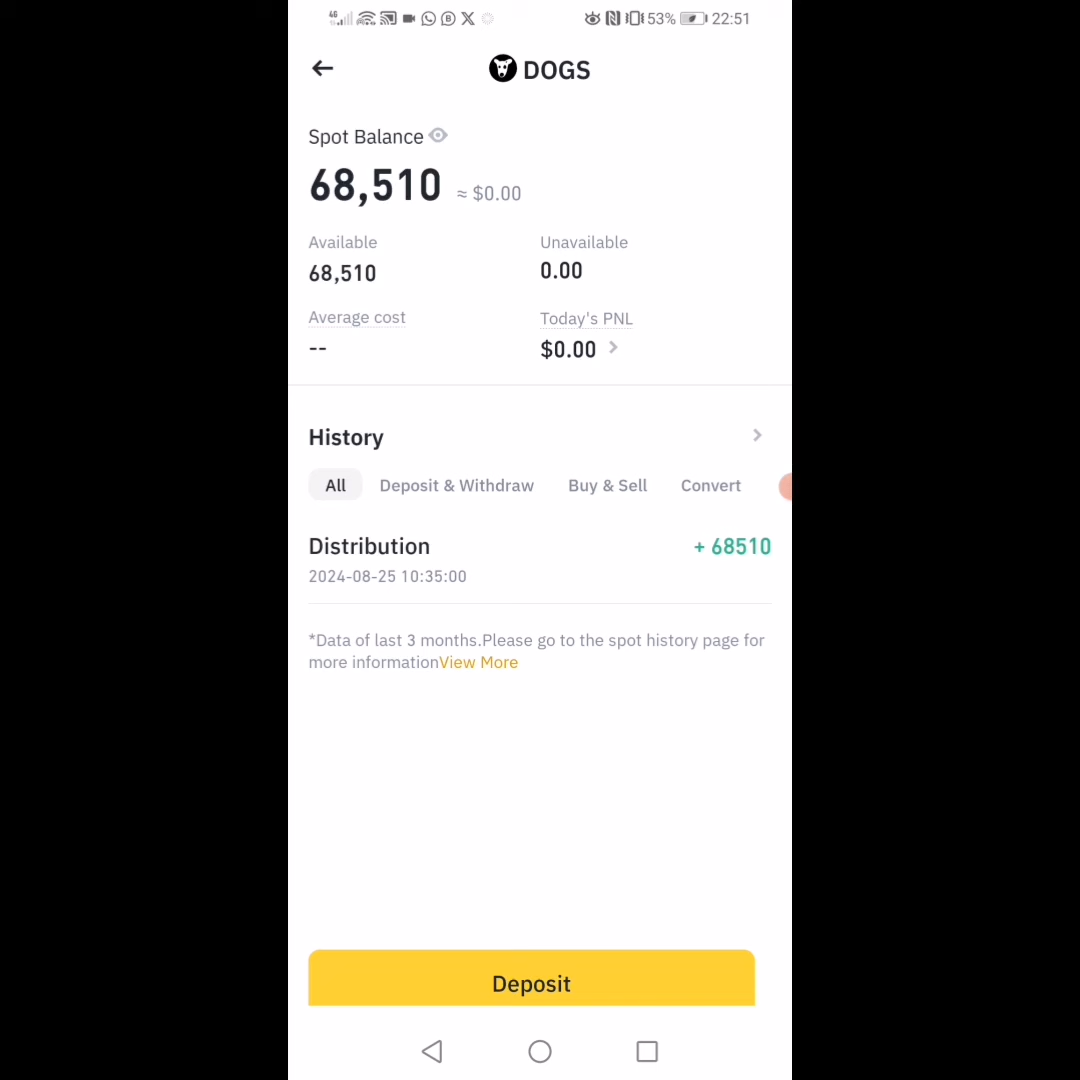 4G 53% 22:51
DOGS
Spot Balance
68,510 ≈ $0.00
Available Unavailable
68,510 0.00
Average cost Today's PNL
-- $0.00
History
All Deposit & Withdraw Buy & Sell Convert
Distribution + 68510
2024-08-25 10:35:00
*Data of last 3 months.Please go to the spot history page for
more informationView More
Deposit